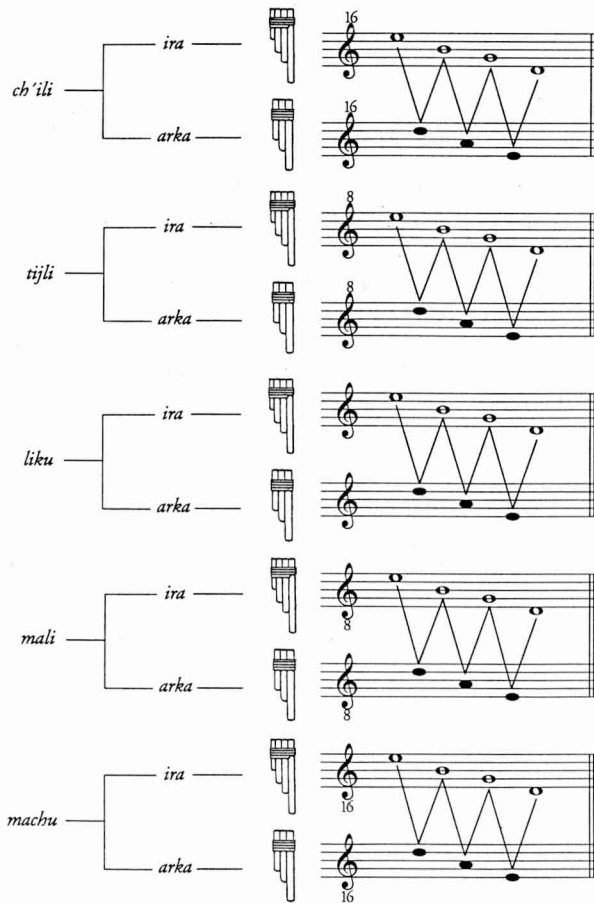 16
ira
ch'ili
16
arka
8
ira
tijli
8
arka
ira
liku
arka
ira
8
mali
arka
8
ira
16
machu
arka
16